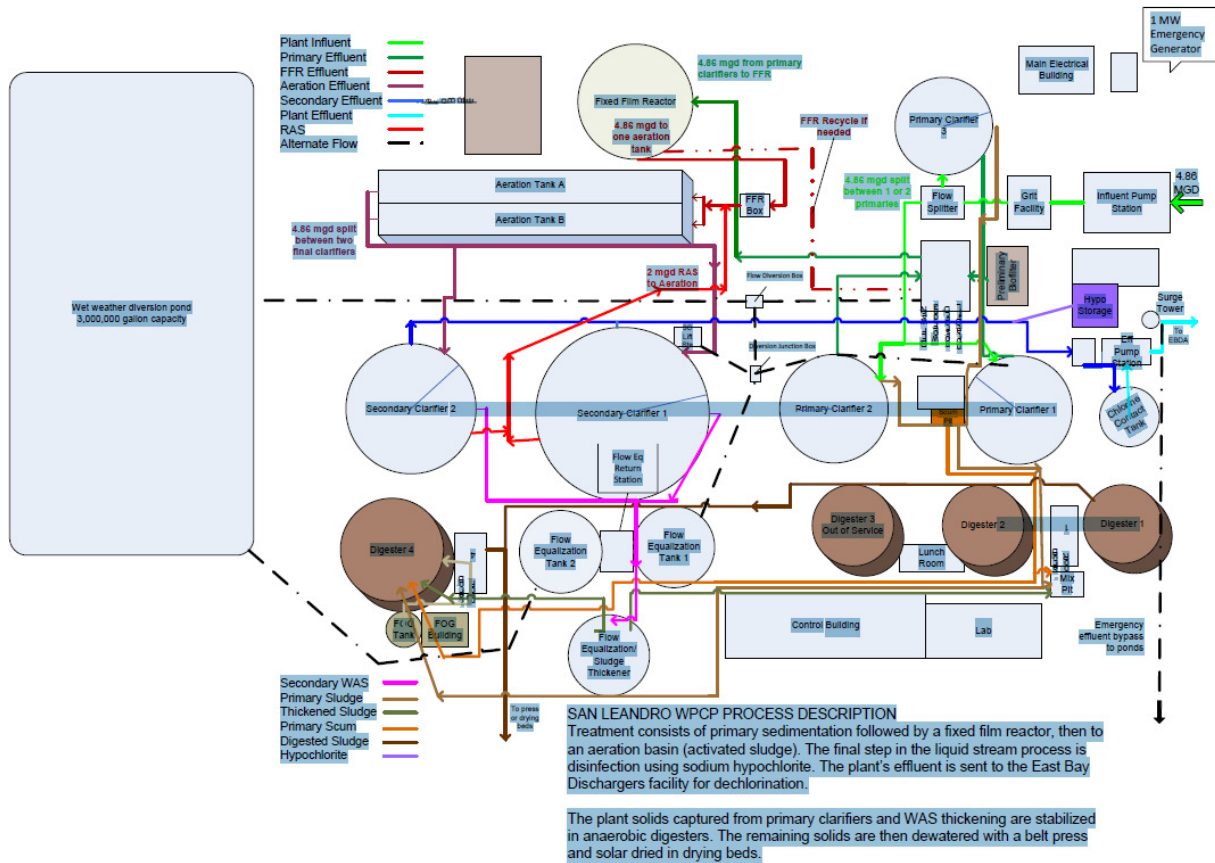 Plant Influent
Primary Effluent
FFR Effluent
Aeration Effluent
Secondary Effluent
Plant Effluent
RAS
Alternate Flow
1 MW
Emergency
Generator
Main Electrical
Building
4.86 mgd from primary
clarifiers to FFR
Fixed Film Reactor
4.86 mgd to
one aeration
tank
FFR Recycle if
needed
Primary Clarifier
3
4.86 mgd split
between 1 or 2
primaries
Flow
Splitter
Grit
Facility
Influent Pump
Station
4.86
MGD
Aeration Tank A
Aeration Tank B
FFR
Box
4.86 mgd split
between two
final clarifiers
2 mgd RAS
to Aeration
Flow Diversion Box
Preliminary
Biofilter
Hypo
Storage
Surge
Tower
To
EBDA
Eff
Pump
Station
Wet weather diversion pond
3,000,000 gallon capacity
Lift
Diversion Junction Box
Secondary Clarifier 2
Secondary Clarifier 1
Primary Clarifier 2
Primary Clarifier 1
Chlorine
Contact
Tank
Scum
Pit
Flow Eq
Return
Station
Digester 4
Flow
Equalization
Tank 2
Flow
Equalization
Tank 1
Digester 3
Out of Service
Digester 2
Digester 1
Lunch
Room
Mix
Pit
FOG
Tank
FOG
Building
Flow
Equalization/
Sludge
Thickener
Control Building
Lab
Emergency
effluent bypass
to ponds
Secondary WAS
Primary Sludge
Thickened Sludge
Primary Scum
Digested Sludge
Hypochlorite
To press
or drying
beds
SAN LEANDRO WPCP PROCESS DESCRIPTION
Treatment consists of primary sedimentation followed by a fixed film reactor, then to
an aeration basin (activated sludge). The final step in the liquid stream process is
disinfection using sodium hypochlorite. The plant's effluent is sent to the East Bay
Dischargers facility for dechlorination.
The plant solids captured from primary clarifiers and WAS thickening are stabilized
in anaerobic digesters. The remaining solids are then dewatered with a belt press
and solar dried in drying beds.